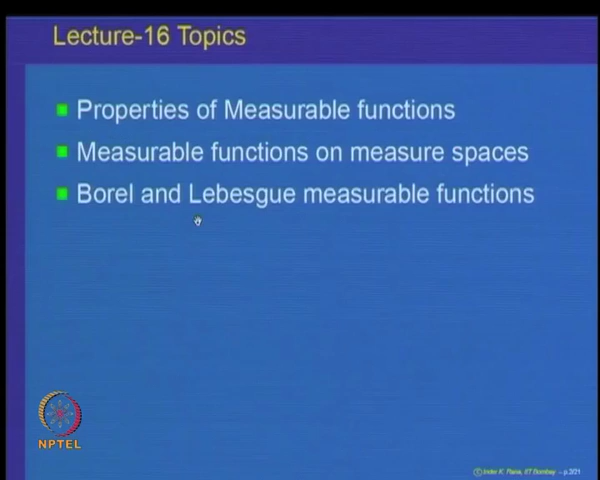 Lecture-16 Topics
Properties of Measurable functions
Measurable functions on measure spaces
Borel and Lebesgue measurable functions
NPTEL
Inder K. Rana, IIT Bombay – p.2/21